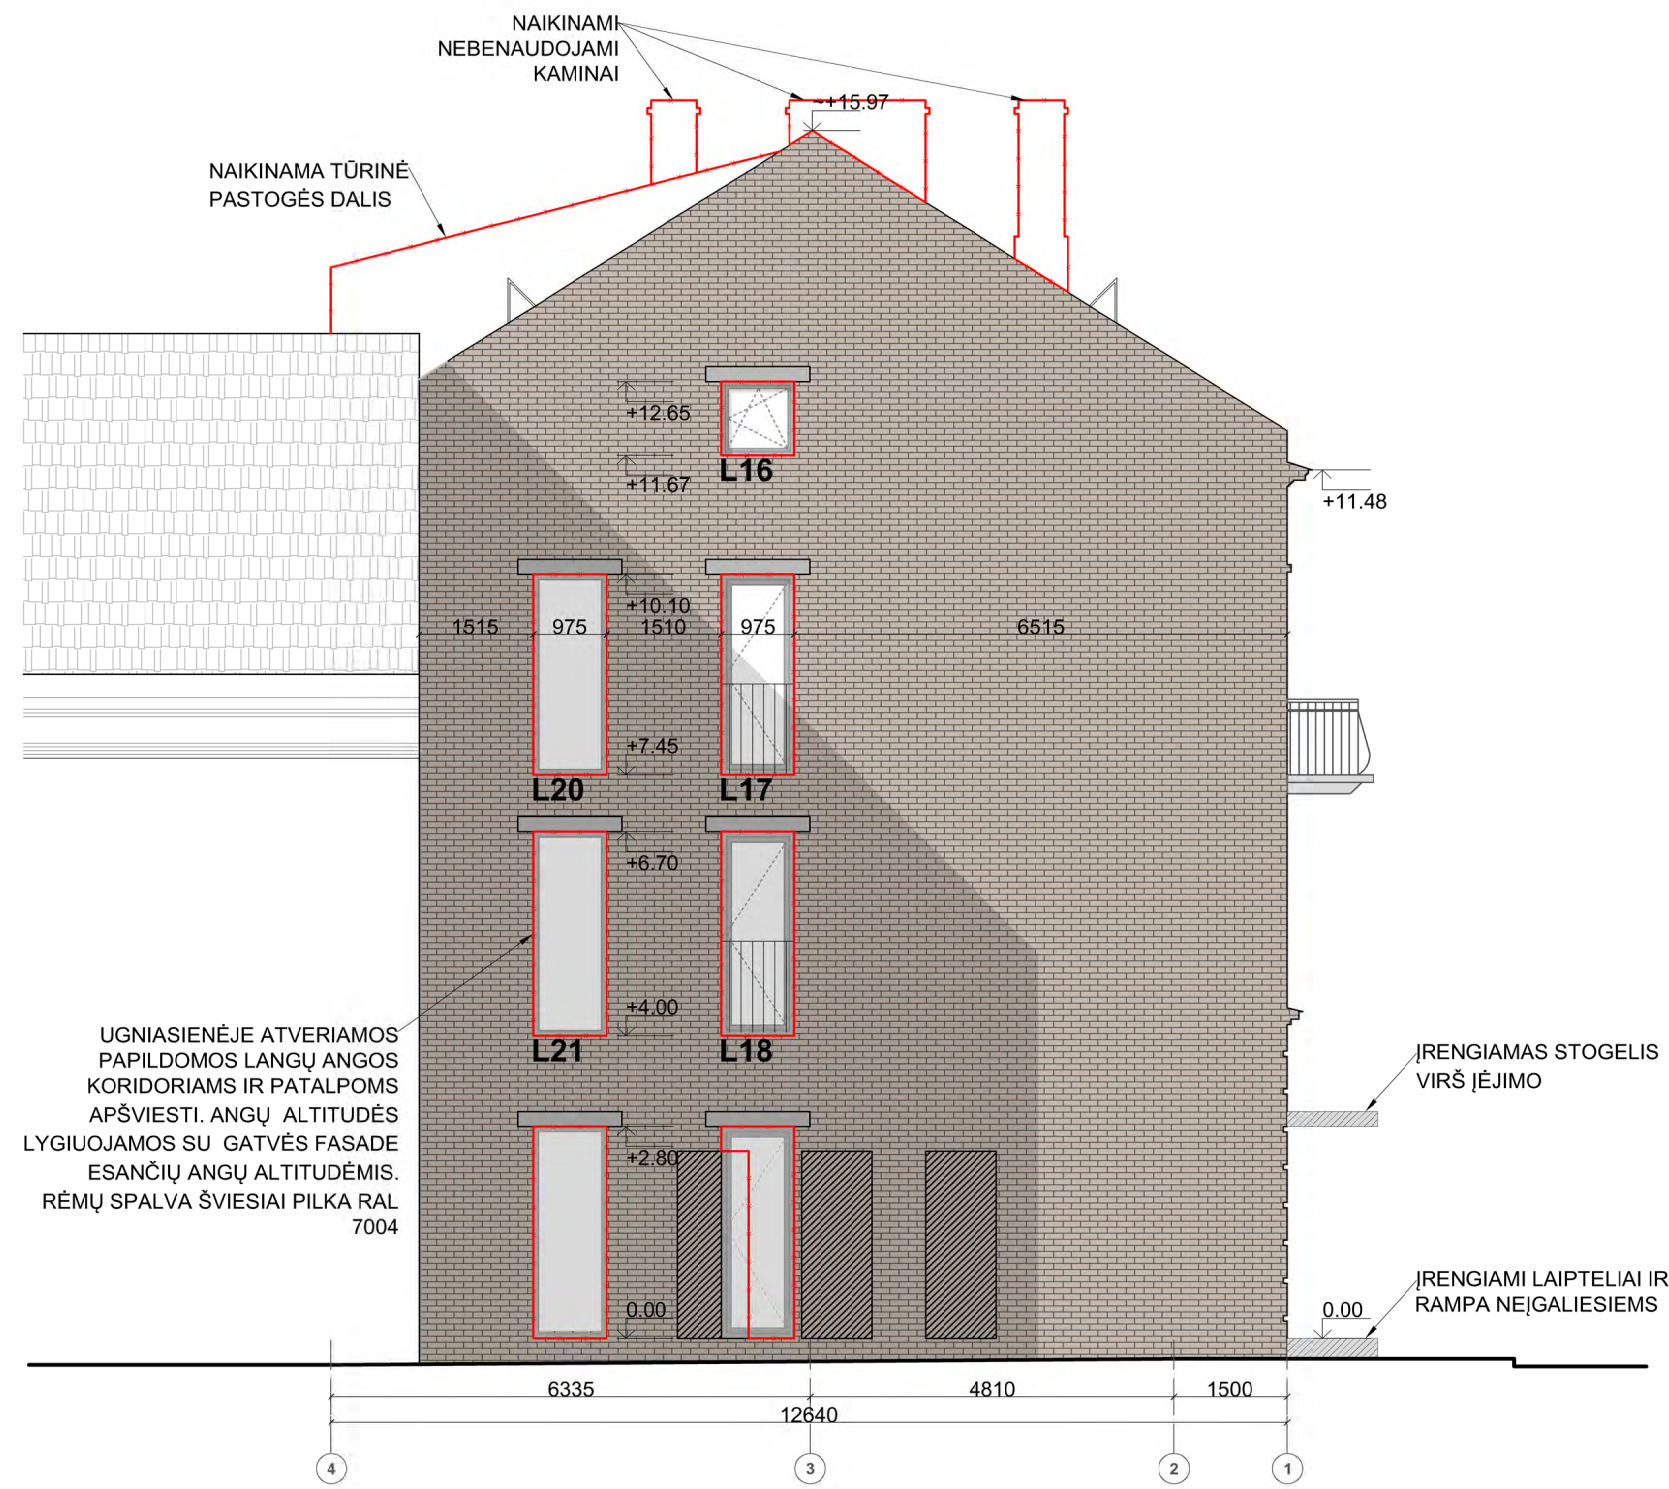 NAIKINAMI
NEBENAUDOJAMI
KAMINAI
~+15.97
NAIKINAMA TŪRINĖ
PASTOGĖS DALIS
+12.65
+11.67
L16
+11.48
+10.10
1515
975
1510
975
6515
+7.45
L20
L17
+6.70
+4.00
L21
L18
UGNIASIENĖJE ATVERIAMOS
PAPILDOMOS LANGŲ ANGOS
KORIDORIAMS IR PATALPOMS
APŠVIESTI. ANGŲ ALTITUDĖS
LYGIUOJAMOS SU GATVĖS FASADE
ESANČIŲ ANGŲ ALTITUDĖMIS.
RĖMŲ SPALVA ŠVIESIAI PILKA RAL
7004
ĮRENGIAMAS STOGELIS
VIRŠ ĮĖJIMO
+2.80
0.00
ĮRENGIAMI LAIPTELIAI IR
RAMPA NEĮGALIESIEMS
0.00
6335
4810
1500
12640
4
3
2
1